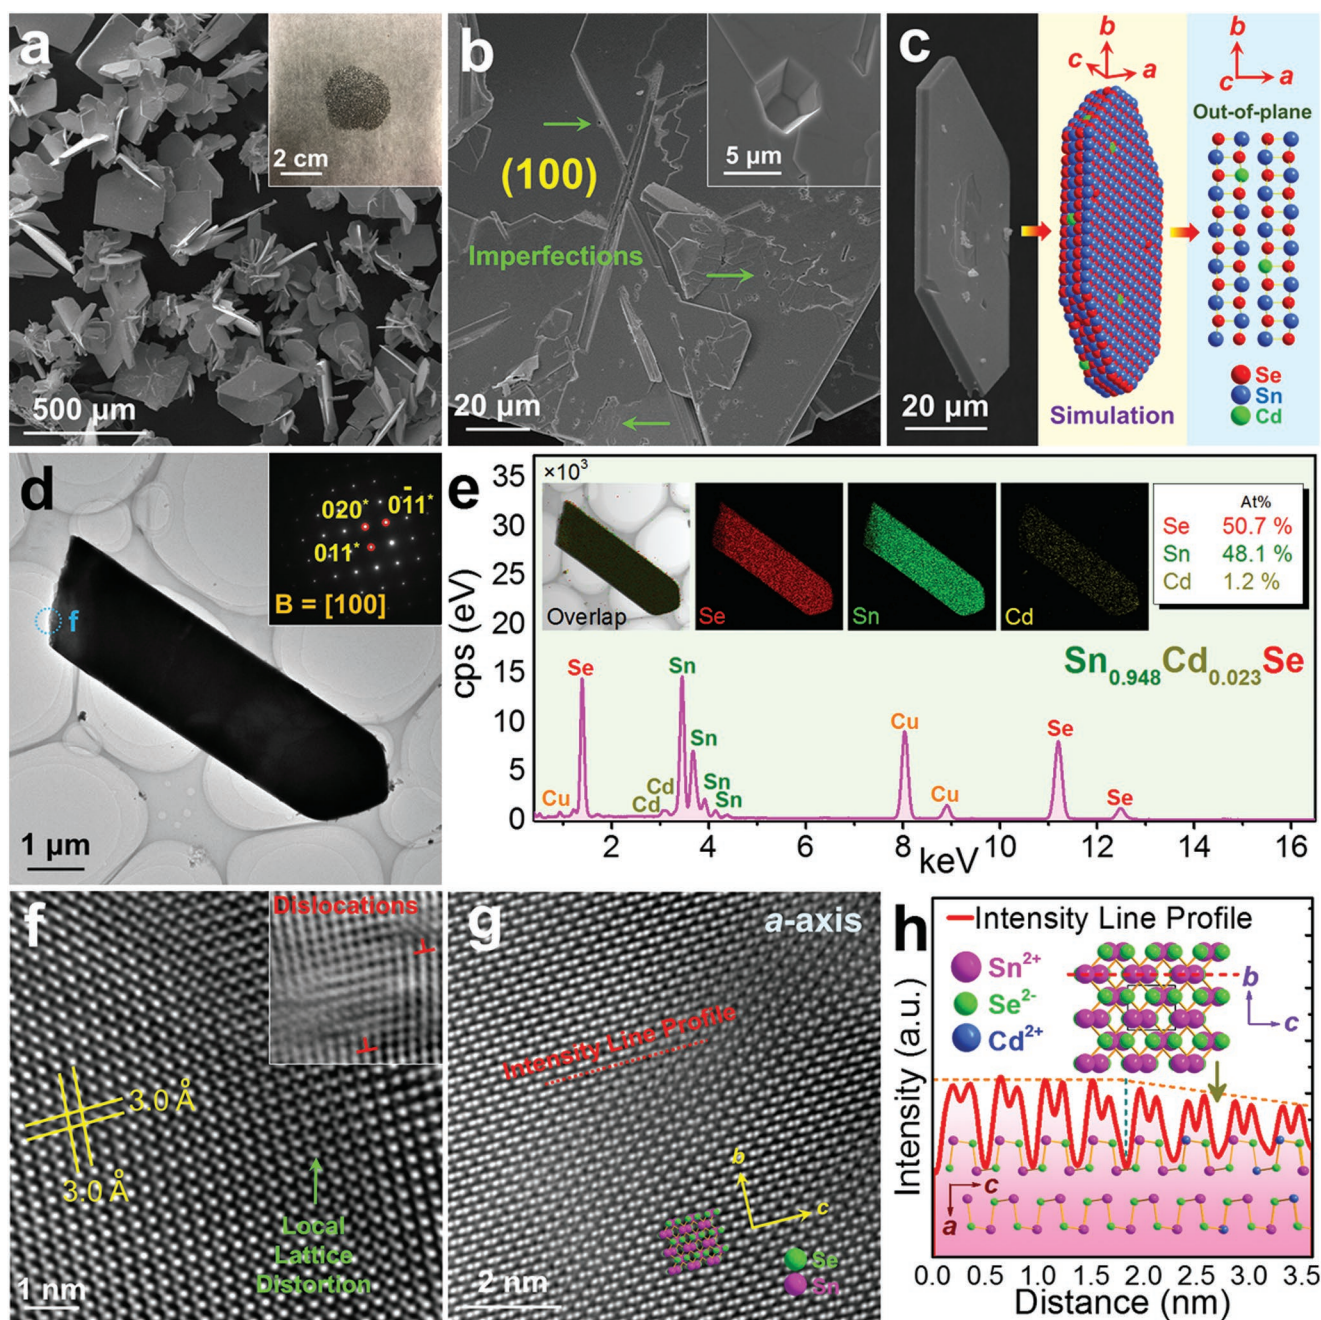 a
2 cm
500 μm
b
(100)
Imperfections
5 μm
20 μm
c
b
c
a
b
c
a
Out-of-plane
Se
Sn
Cd
Simulation
20 μm
d
020*
01̄1*
011*
B = [100]
f
1 μm
e
×10³
cps (eV)
35
30
25
20
15
10
5
0
Overlap
Se
Sn
Cd
At%
Se 50.7 %
Sn 48.1 %
Cd 1.2 %
Sn₀.₉₄₈Cd₀.₀₂₃Se
Cu
Se
Cd
Cd
Sn
Sn
Sn
Sn
Cu
Cu
Se
Se
2 4 6 8 10 12 14 16
keV
f
Dislocations
3.0 Å
3.0 Å
Local
Lattice
Distortion
1 nm
g
a-axis
Intensity Line Profile
b
c
Se
Sn
2 nm
h
Intensity Line Profile
Sn²⁺
Se²⁻
Cd²⁺
b
c
Intensity (a.u.)
c
a
0.0 0.5 1.0 1.5 2.0 2.5 3.0 3.5
Distance (nm)